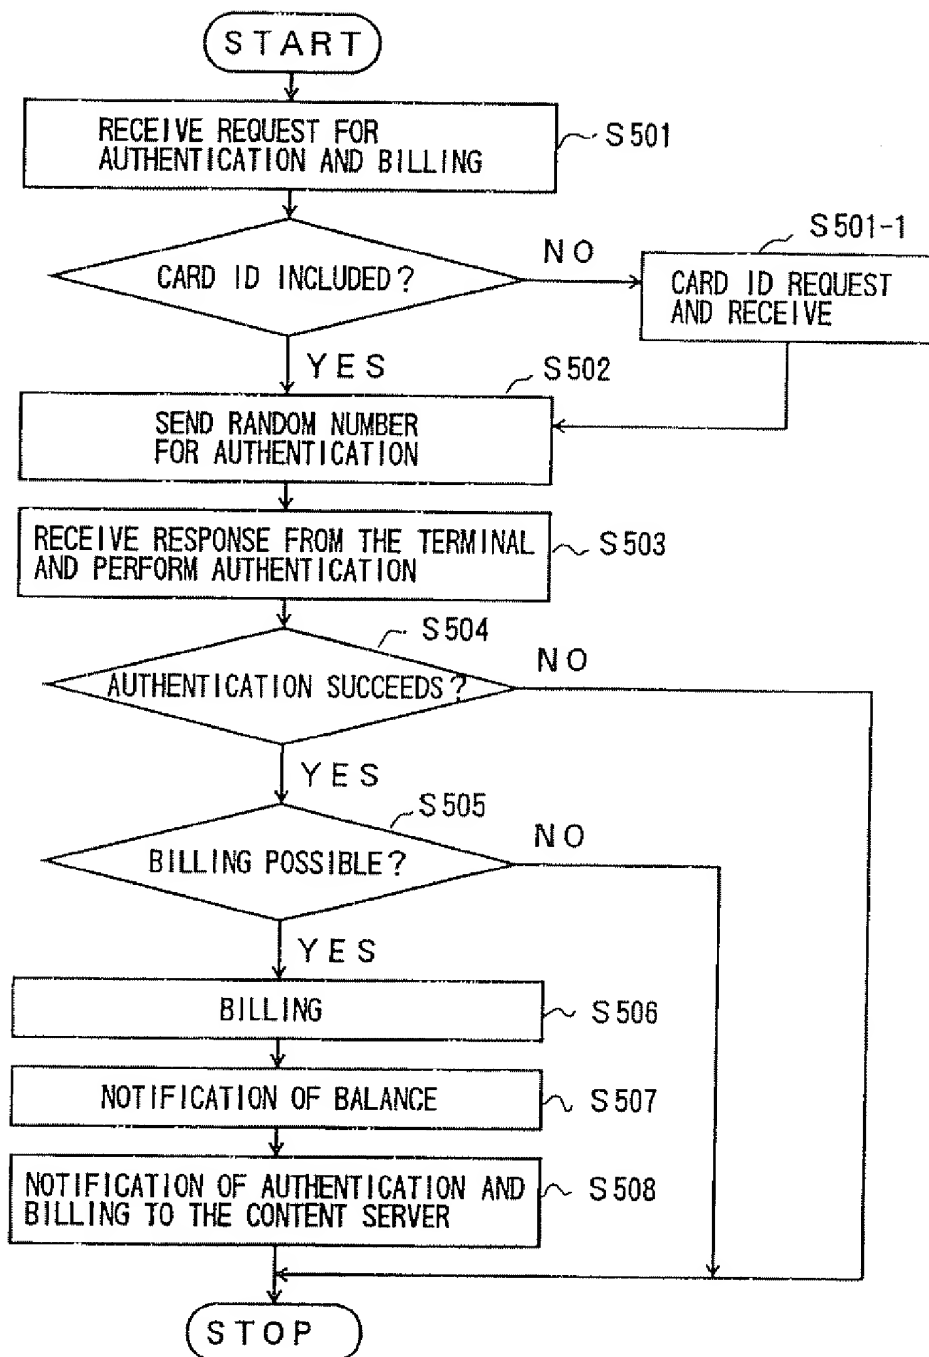 START
RECEIVE REQUEST FOR
AUTHENTICATION AND BILLING
S501
CARD ID INCLUDED?
NO
S501-1
CARD ID REQUEST
AND RECEIVE
YES
S502
SEND RANDOM NUMBER
FOR AUTHENTICATION
RECEIVE RESPONSE FROM THE TERMINAL
AND PERFORM AUTHENTICATION
S503
S504
AUTHENTICATION SUCCEEDS?
NO
YES
S505
BILLING POSSIBLE?
NO
YES
BILLING
S506
NOTIFICATION OF BALANCE
S507
NOTIFICATION OF AUTHENTICATION AND
BILLING TO THE CONTENT SERVER
S508
STOP